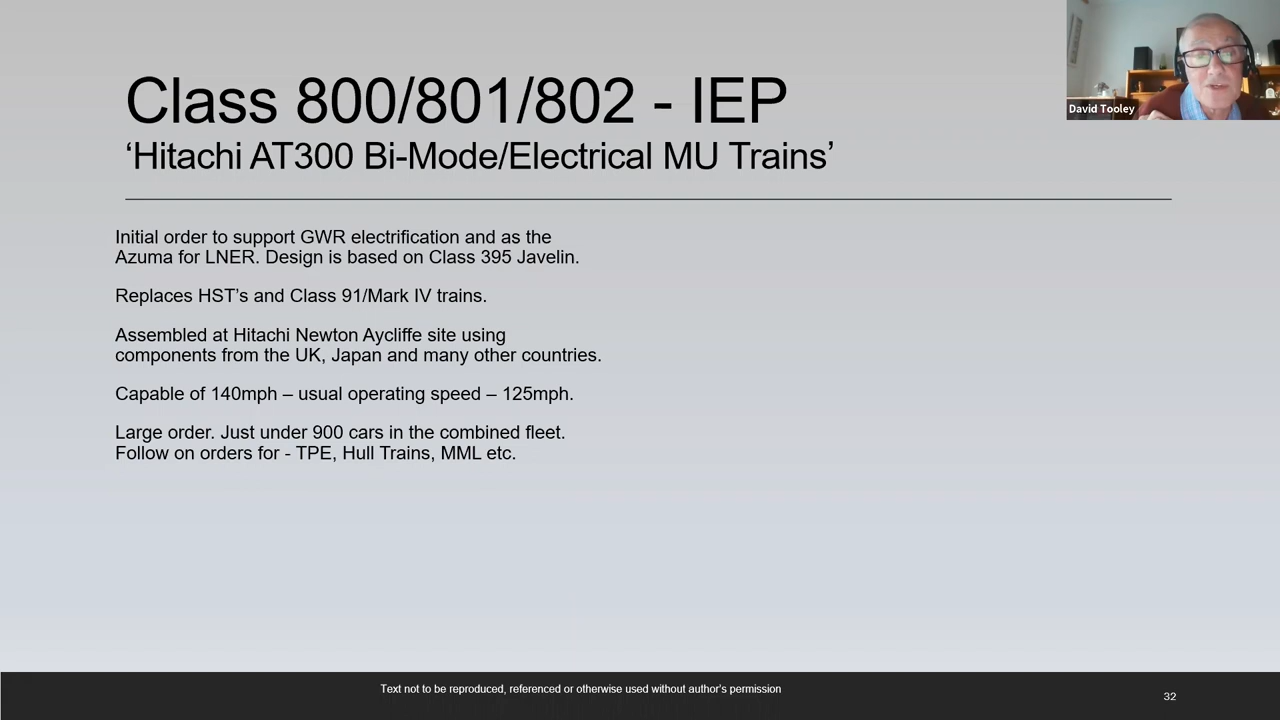 Class 800/801/802 - IEP
‘Hitachi AT300 Bi-Mode/Electrical MU Trains’
David Tooley
Initial order to support GWR electrification and as the
Azuma for LNER. Design is based on Class 395 Javelin.
Replaces HST’s and Class 91/Mark IV trains.
Assembled at Hitachi Newton Aycliffe site using
components from the UK, Japan and many other countries.
Capable of 140mph – usual operating speed – 125mph.
Large order. Just under 900 cars in the combined fleet.
Follow on orders for - TPE, Hull Trains, MML etc.
Text not to be reproduced, referenced or otherwise used without author's permission
32